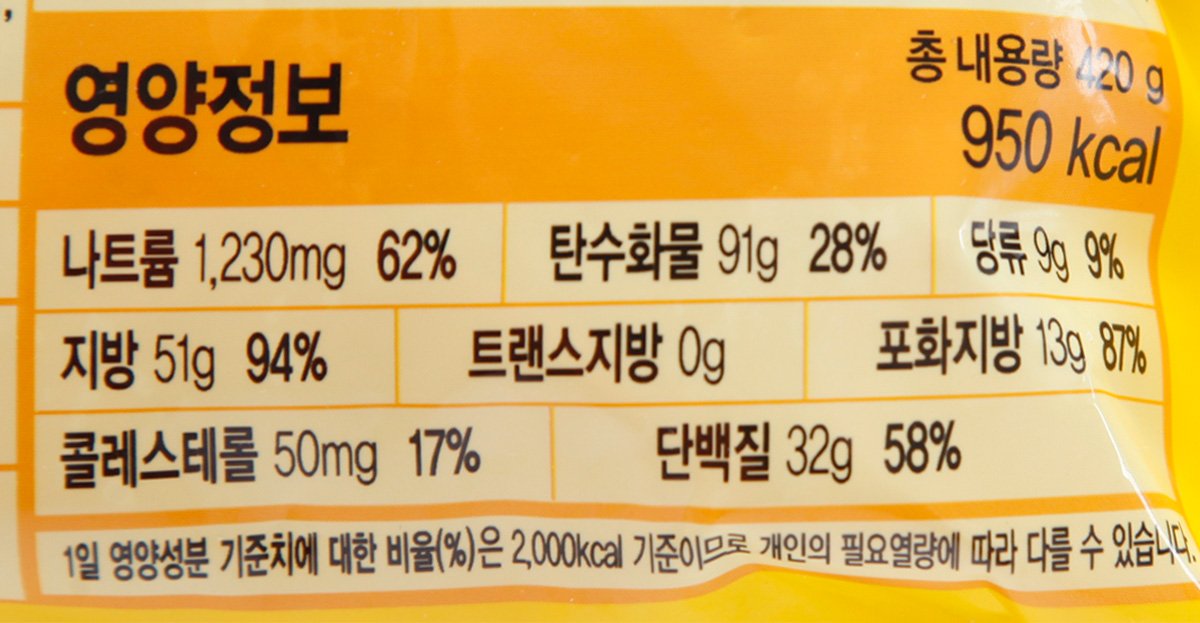 영양정보
총 내용량 420 g
950 kcal
나트륨 1,230mg 62% 탄수화물 91g 28% 당류 9g 9%
지방 51g 94% 트랜스지방 0g 포화지방 13g 87%
콜레스테롤 50mg 17% 단백질 32g 58%
1일 영양성분 기준치에 대한 비율(%)은 2,000kcal 기준이므로 개인의 필요열량에 따라 다를 수 있습니다.